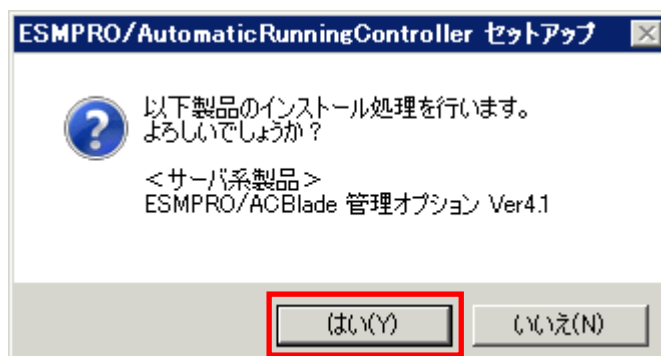 ESMPRO/AutomaticRunningController セットアップ
以下製品のインストール処理を行います。
よろしいでしょうか？
＜サーバ系製品＞
ESMPRO/ACBlade 管理オプション Ver4.1
はい(Y)
いいえ(N)